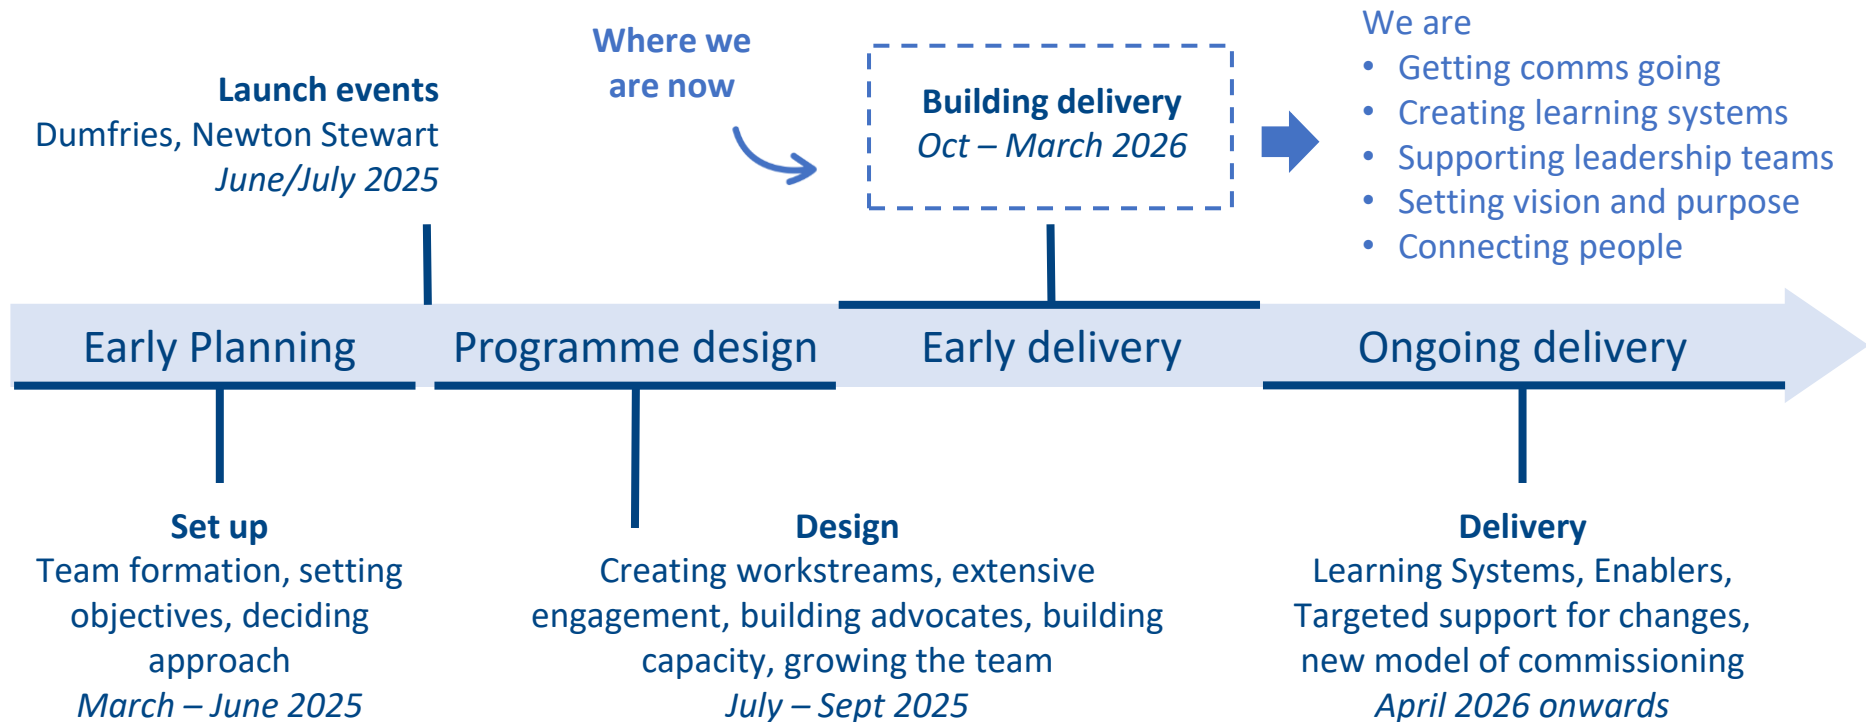 Launch events
Dumfries, Newton Stewart
June/July 2025
Where we
are now
Building delivery
Oct – March 2026
We are
• Getting comms going
• Creating learning systems
• Supporting leadership teams
• Setting vision and purpose
• Connecting people
Early Planning
Programme design
Early delivery
Ongoing delivery
Set up
Team formation, setting
objectives, deciding
approach
March – June 2025
Design
Creating workstreams, extensive
engagement, building advocates, building
capacity, growing the team
July – Sept 2025
Delivery
Learning Systems, Enablers,
Targeted support for changes,
new model of commissioning
April 2026 onwards